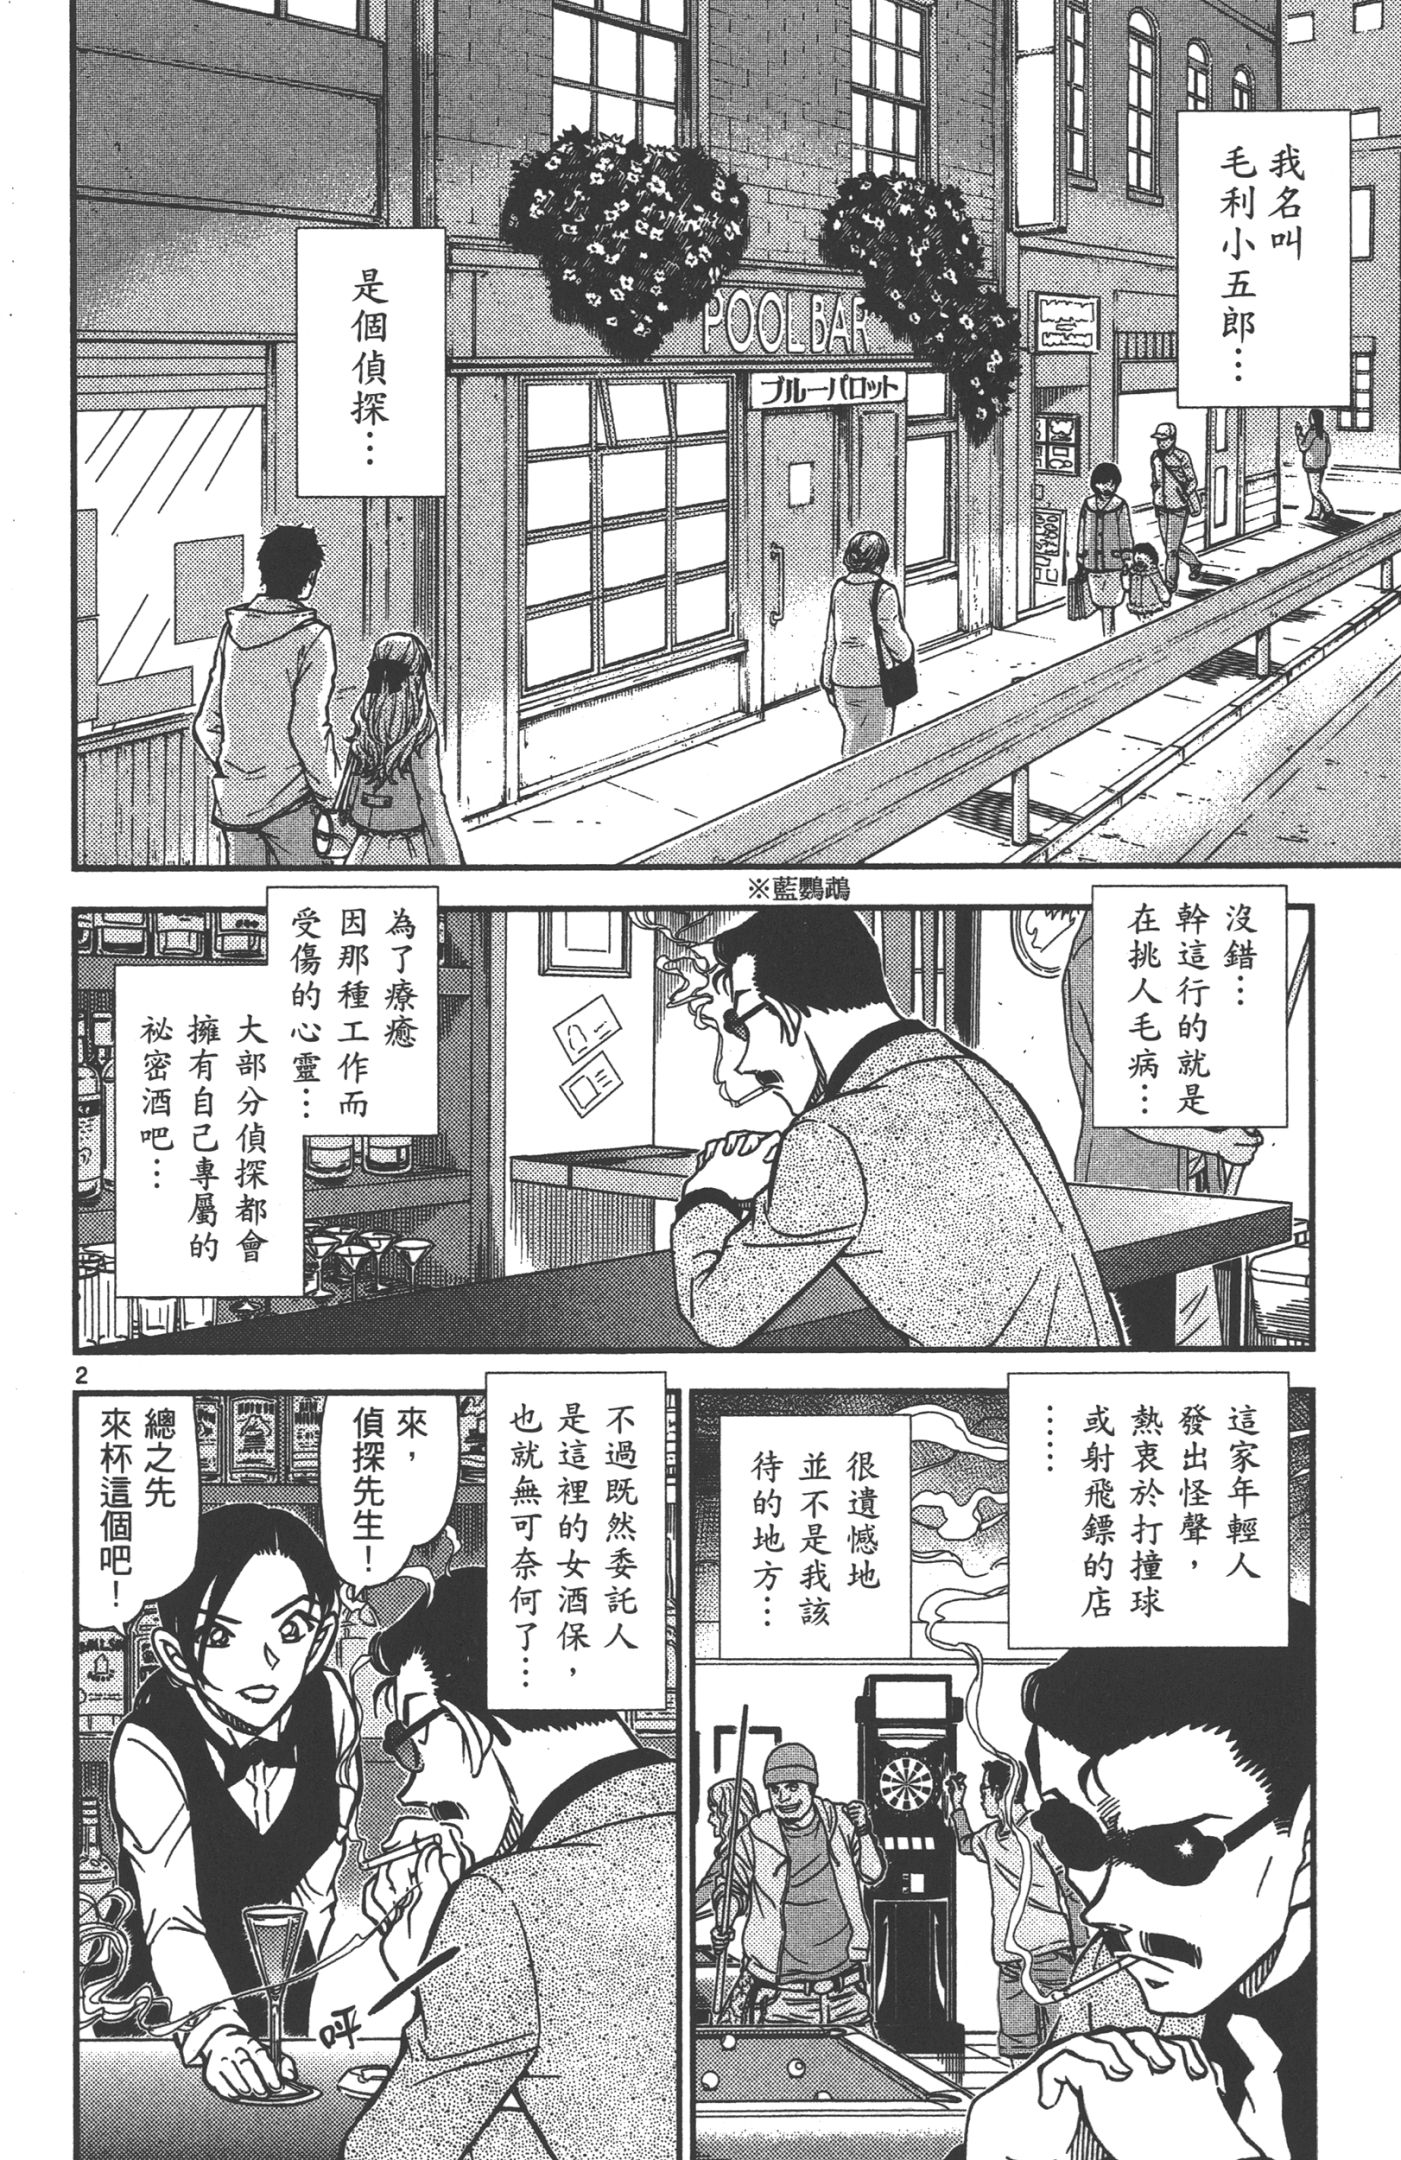 我名叫
毛利小五郎…
是個偵探…
POOL BAR
ブルーパロット
※藍鸚鵡
沒錯…
幹這行的就是
在挑人毛病…
為了療癒
因那種工作而
受傷的心靈…
大部分偵探都會
擁有自己專屬的
祕密酒吧…
2
這家年輕人
發出怪聲，
熱衷於打撞球
或射飛鏢的店
……
很遺憾地
並不是我該
待的地方…
不過既然委託人
是這裡的女酒保，
也就無可奈何了…
來，
偵探先生！
總之先
來杯這個吧！
呼